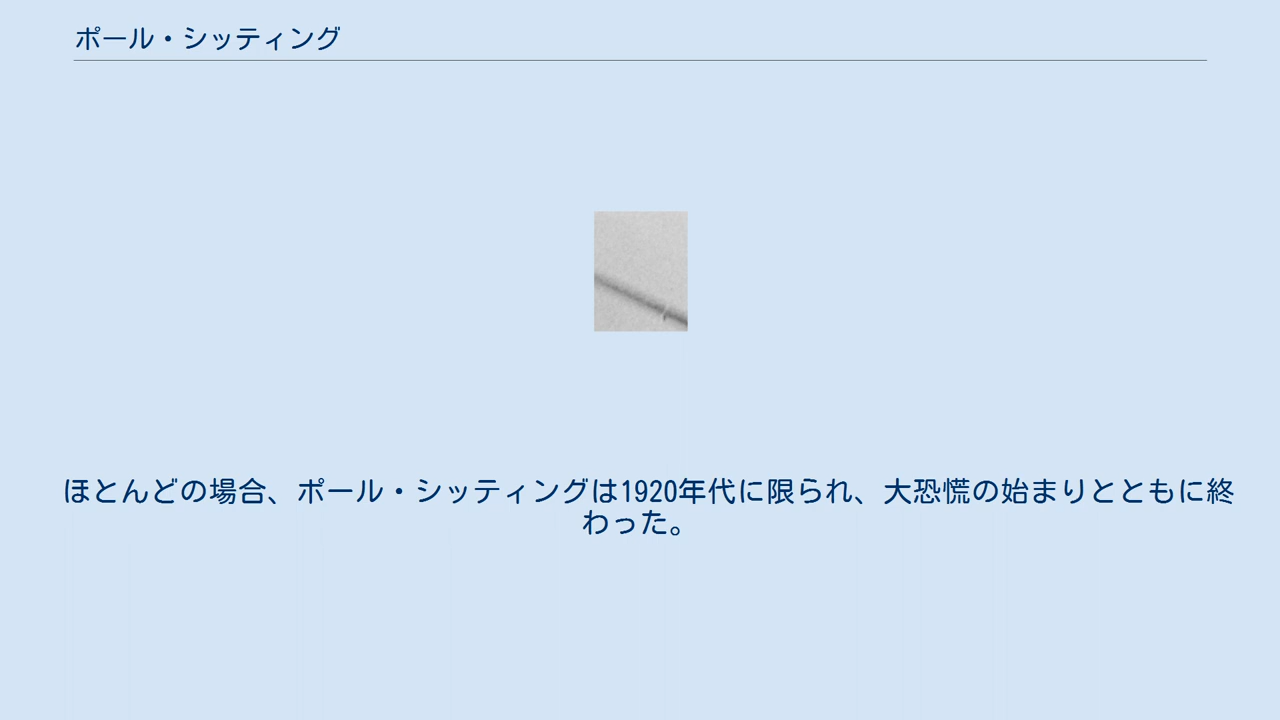 ポール・シッティング
ほとんどの場合、ポール・シッティングは1920年代に限られ、大恐慌の始まりとともに終
わった。